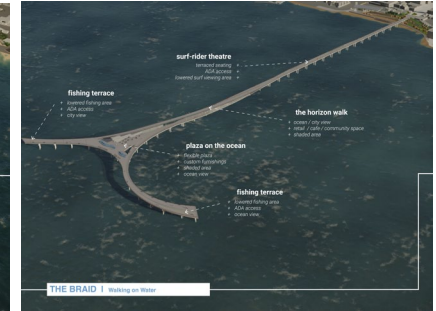 surf-rider theatre
terraced seating +
ADA access +
lowered surf viewing area +
fishing terrace
+ lowered fishing area
+ ADA access
+ city view
the horizon walk
+ ocean / city view
+ retail / cafe / community space
+ shaded area
plaza on the ocean
+ flexible plaza
+ custom furnishings
+ shaded area
+ ocean view
fishing terrace
+ lowered fishing area
+ ADA access
+ ocean view
THE BRAID | Walking on Water